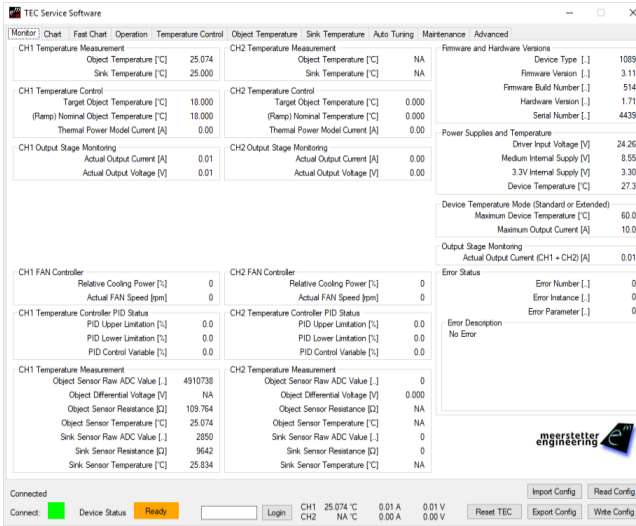 TEC Service Software
Monitor Chart Fast Chart Operation Temperature Control Object Temperature Sink Temperature Auto Tuning Maintenance Advanced
CH1 Temperature Measurement
Object Temperature [°C] 25.074
Sink Temperature [°C] 25.000
CH1 Temperature Control
Target Object Temperature [°C] 18.000
(Ramp) Nominal Object Temperature [°C] 18.000
Thermal Power Model Current [A] 0.00
CH1 Output Stage Monitoring
Actual Output Current [A] 0.01
Actual Output Voltage [V] 0.01
CH1 FAN Controller
Relative Cooling Power [%] 0
Actual FAN Speed [rpm] 0
CH1 Temperature Controller PID Status
PID Upper Limitation [%] 0.0
PID Lower Limitation [%] 0.0
PID Control Variable [%] 0.0
CH1 Temperature Measurement
Object Sensor Raw ADC Value [..] 4910738
Object Differential Voltage [V] NA
Object Sensor Resistance [Ω] 109.764
Object Sensor Temperature [°C] 25.074
Sink Sensor Raw ADC Value [..] 2850
Sink Sensor Resistance [Ω] 9642
Sink Sensor Temperature [°C] 25.834
CH2 Temperature Measurement
Object Temperature [°C] NA
Sink Temperature [°C] NA
CH2 Temperature Control
Target Object Temperature [°C] 0.000
(Ramp) Nominal Object Temperature [°C] 0.000
Thermal Power Model Current [A] 0.00
CH2 Output Stage Monitoring
Actual Output Current [A] 0.00
Actual Output Voltage [V] 0.00
CH2 FAN Controller
Relative Cooling Power [%] 0
Actual FAN Speed [rpm] 0
CH2 Temperature Controller PID Status
PID Upper Limitation [%] 0.0
PID Lower Limitation [%] 0.0
PID Control Variable [%] 0.0
CH2 Temperature Measurement
Object Sensor Raw ADC Value [..] 0
Object Differential Voltage [V] 0.000
Object Sensor Resistance [Ω] NA
Object Sensor Temperature [°C] NA
Sink Sensor Raw ADC Value [..] 0
Sink Sensor Resistance [Ω] 0
Sink Sensor Temperature [°C] NA
Firmware and Hardware Versions
Device Type [..] 1089
Firmware Version [..] 3.11
Firmware Build Number [..] 514
Hardware Version [..] 1.71
Serial Number [..] 4439
Power Supplies and Temperature
Driver Input Voltage [V] 24.26
Medium Internal Supply [V] 8.55
3.3V Internal Supply [V] 3.30
Device Temperature [°C] 27.3
Device Temperature Mode (Standard or Extended)
Maximum Device Temperature [°C] 60.0
Maximum Output Current [A] 10.0
Output Stage Monitoring
Actual Output Current (CH1 + CH2) [A] 0.01
Error Status
Error Number [..] 0
Error Instance [..] 0
Error Parameter [..] 0
Error Description
No Error
meerstetter
engineering
Connected
Connect: Device Status Ready Login
CH1 25.074 °C 0.01 A 0.01 V
CH2 NA °C 0.00 A 0.00 V
Reset TEC
Import Config Read Config
Export Config Write Config